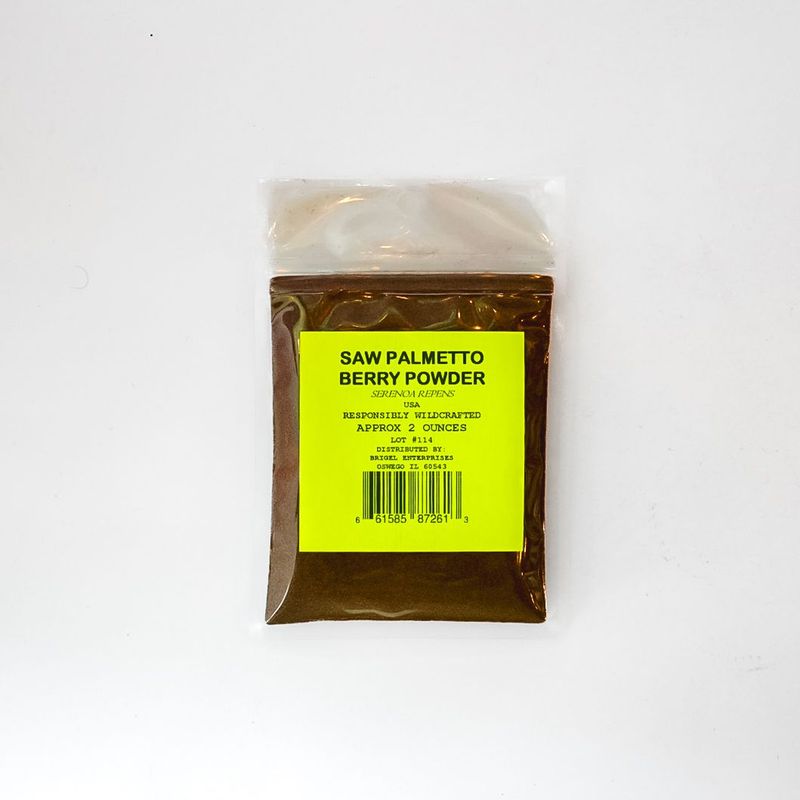 SAW PALMETTO
BERRY POWDER
SERENOA REPENS
USA
RESPONSIBLY WILDCRAFTED
APPROX 2 OUNCES
LOT #114
DISTRIBUTED BY:
BRIGEL ENTERPRISES
OSWEGO IL 60543
6 61585 87261 3